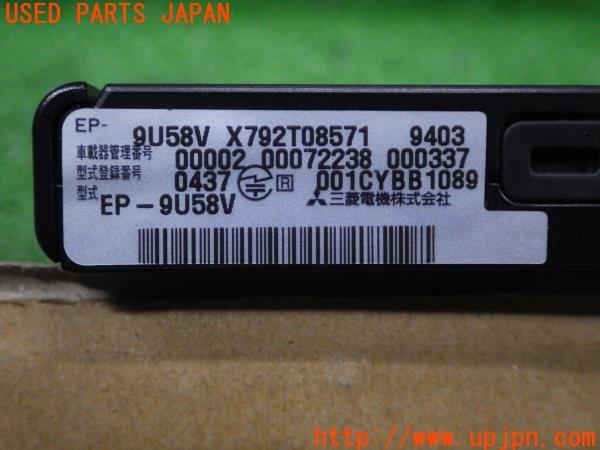 USED PARTS JAPAN
EP-
9U58V X792T08571 9403
車載器管理番号 00002 00072238 000337
型式登録番号 0437 R 001CYBB1089
型式 EP-9U58V 三菱電機株式会社
http://www.upjpn.com/